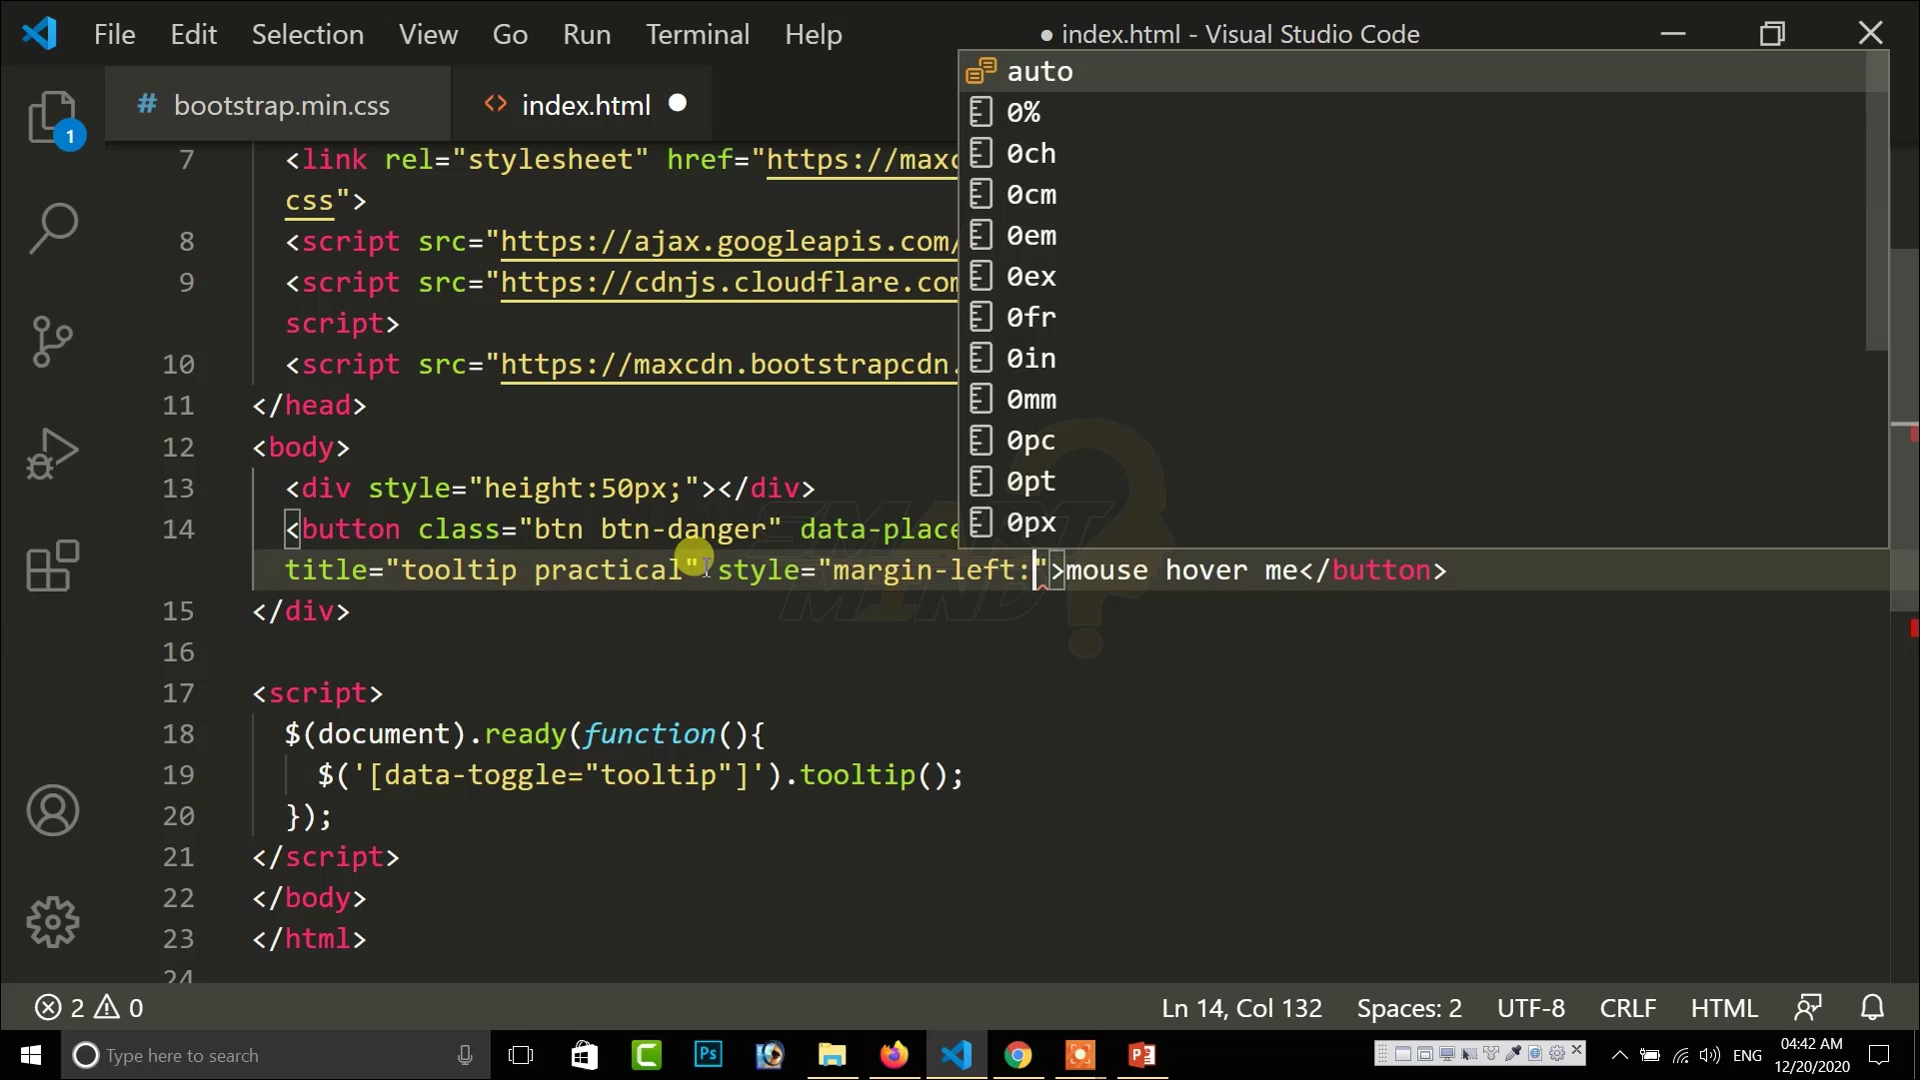 File Edit Selection View Go Run Terminal Help
● index.html - Visual Studio Code
# bootstrap.min.css
<> index.html
1
auto
0%
0ch
0cm
0em
0ex
0fr
0in
0mm
0pc
0pt
0px
7 <link rel="stylesheet" href="https://maxc
css">
8 <script src="https://ajax.googleapis.com/
9 <script src="https://cdnjs.cloudflare.com
script>
10 <script src="https://maxcdn.bootstrapcdn.
11 </head>
12 <body>
13 <div style="height:50px;"></div>
14 <button class="btn btn-danger" data-place
title="tooltip practical" style="margin-left:">mouse hover me</button>
15 </div>
16
17 <script>
18 $(document).ready(function(){
19 $('[data-toggle="tooltip"]').tooltip();
20 });
21 </script>
22 </body>
23 </html>
24
SMART
MIND
2 0
Ln 14, Col 132 Spaces: 2 UTF-8 CRLF HTML
Type here to search
Ps
ENG
04:42 AM
12/20/2020